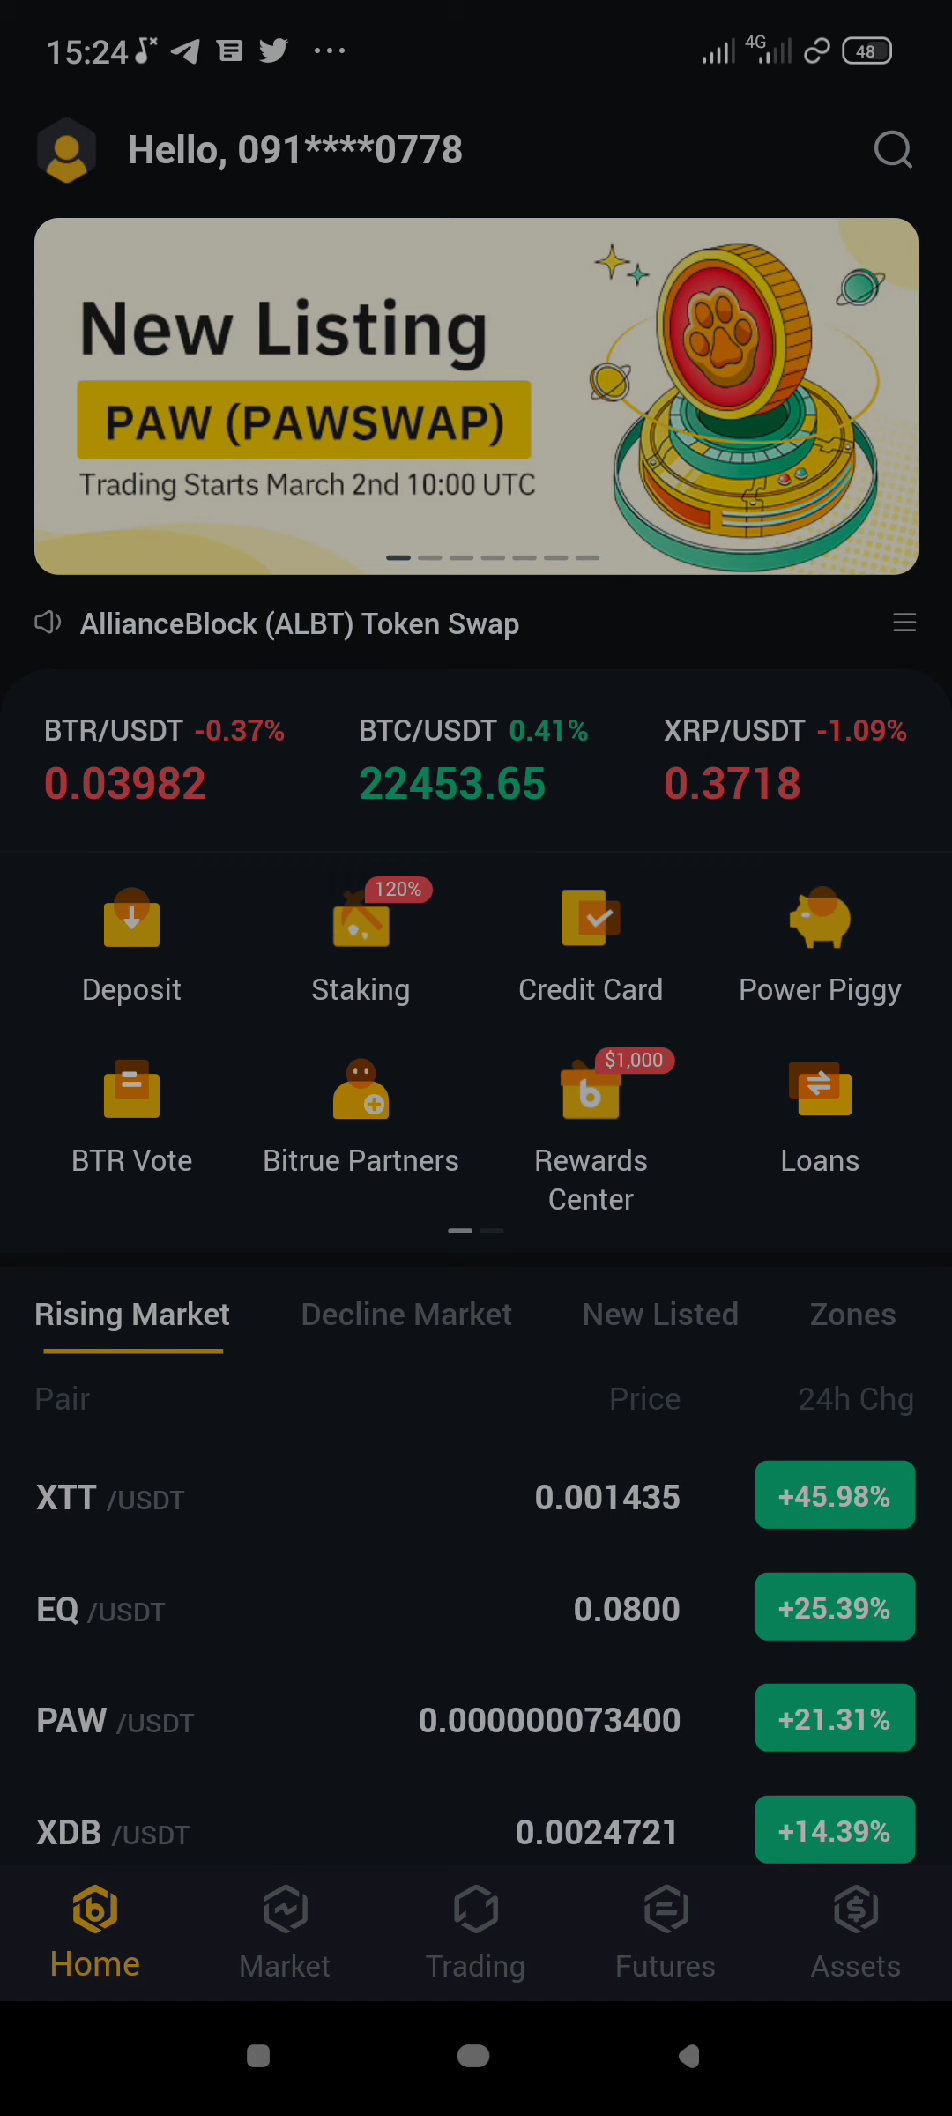 15:24
4G
48
Hello, 091****0778
New Listing
PAW (PAWSWAP)
Trading Starts March 2nd 10:00 UTC
AllianceBlock (ALBT) Token Swap
BTR/USDT -0.37% BTC/USDT 0.41% XRP/USDT -1.09%
0.03982 22453.65 0.3718
120%
Deposit Staking Credit Card Power Piggy
$1,000
BTR Vote Bitrue Partners Rewards Center Loans
Rising Market Decline Market New Listed Zones
Pair Price 24h Chg
XTT /USDT 0.001435 +45.98%
EQ /USDT 0.0800 +25.39%
PAW /USDT 0.000000073400 +21.31%
XDB /USDT 0.0024721 +14.39%
Home Market Trading Futures Assets